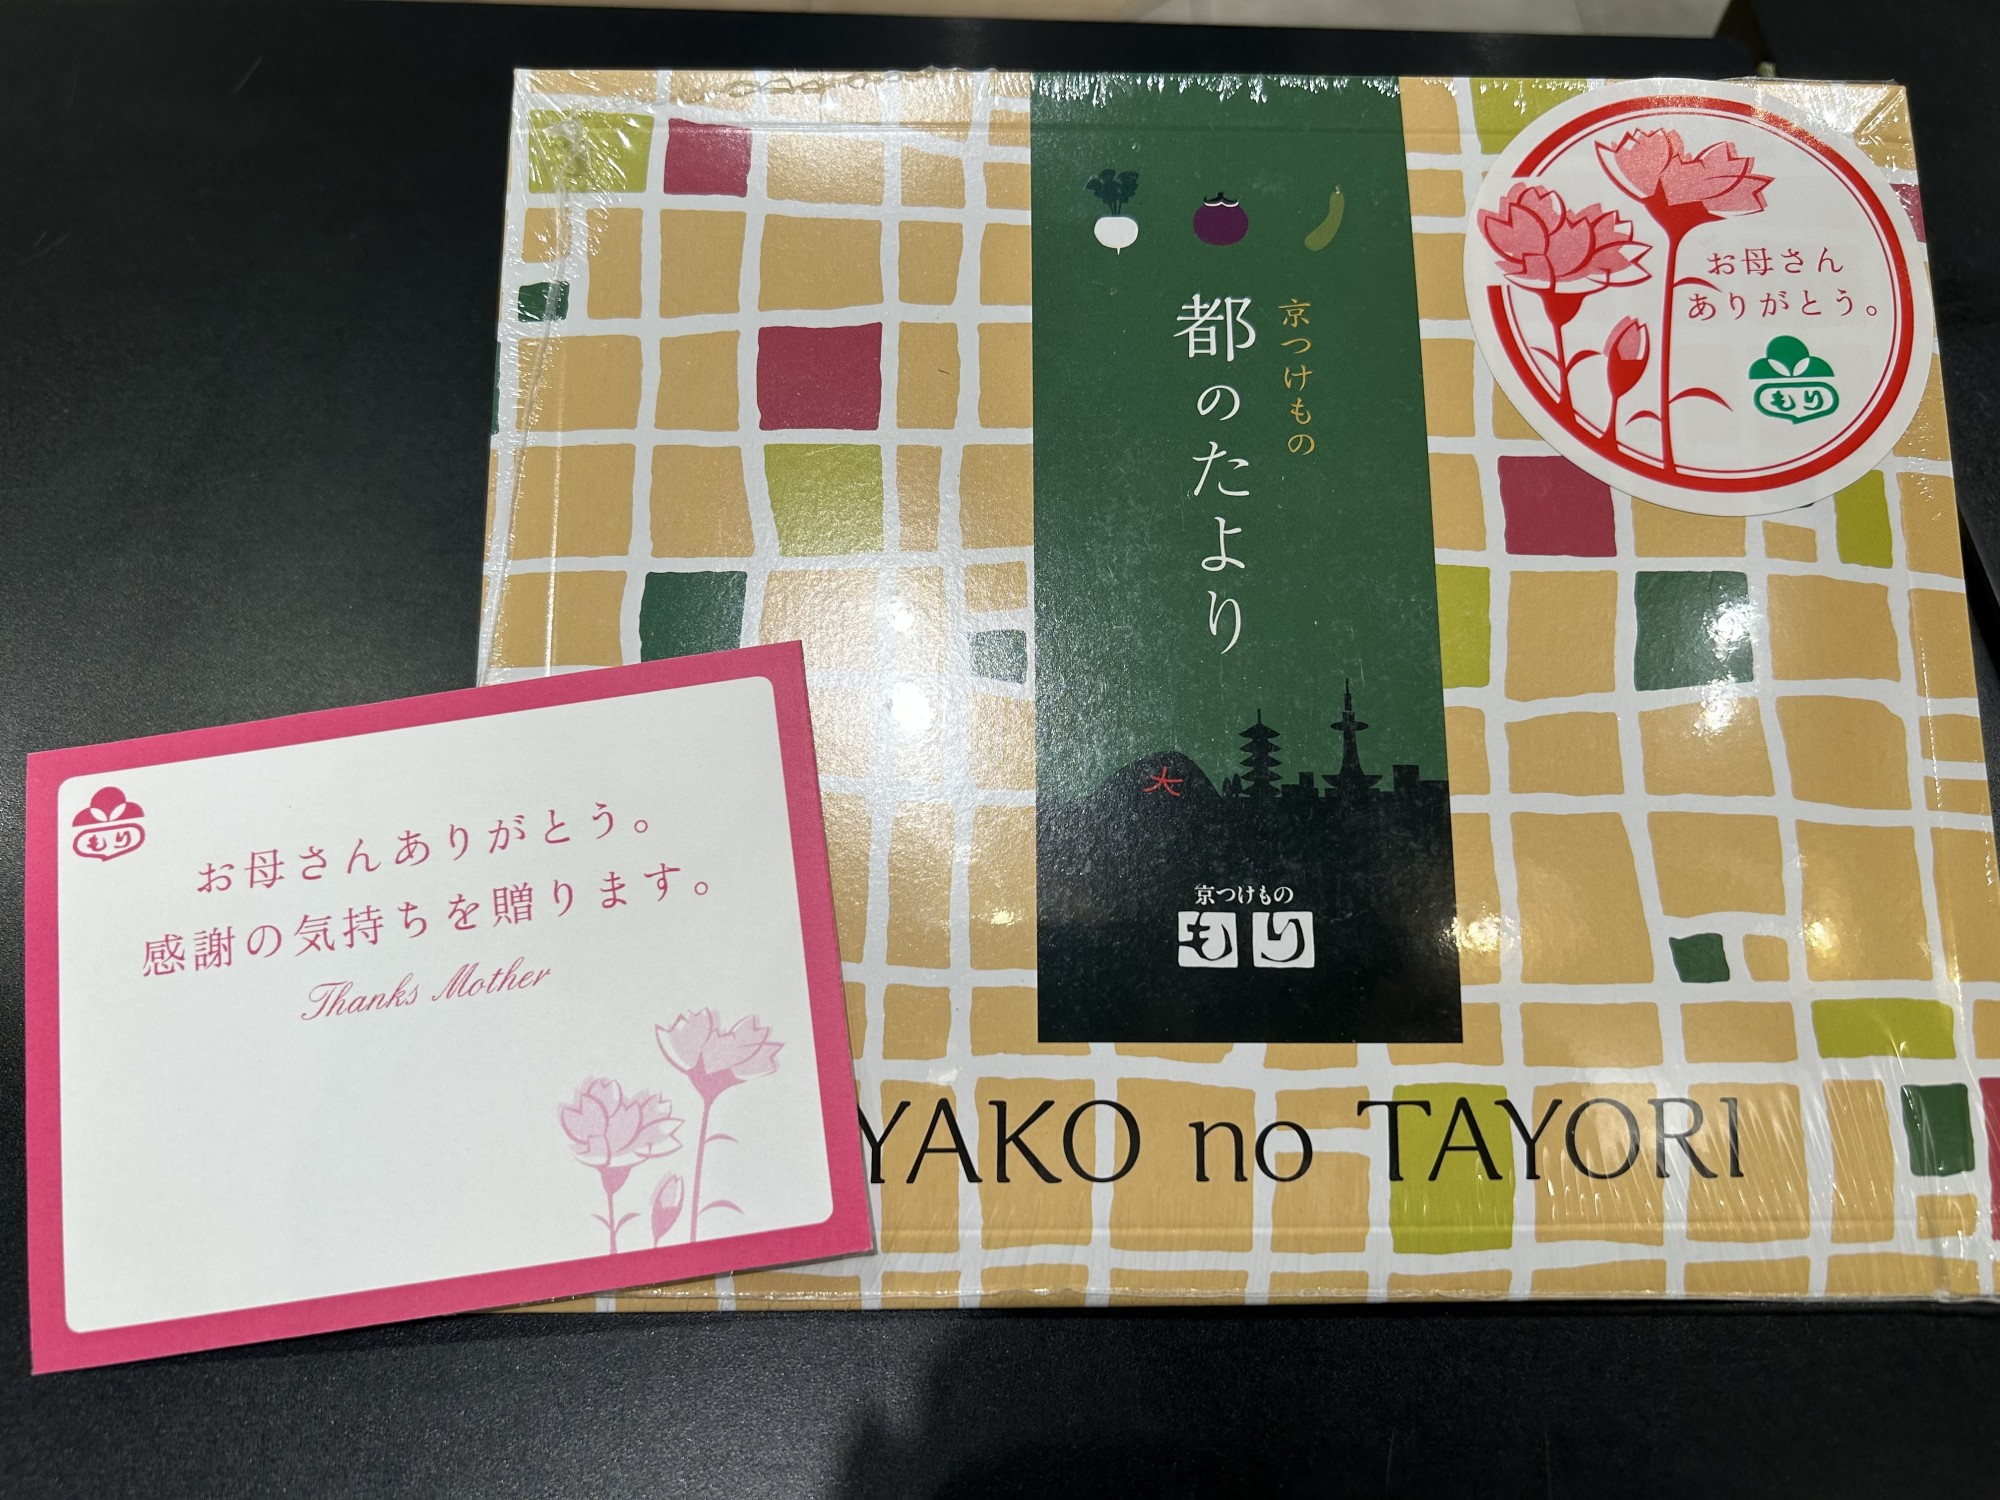 お母さん
ありがとう。
もり
京つけもの
都のたより
大
京つけもの
もり
YAKO no TAYORI
もり
お母さんありがとう。
感謝の気持ちを贈ります。
Thanks Mother